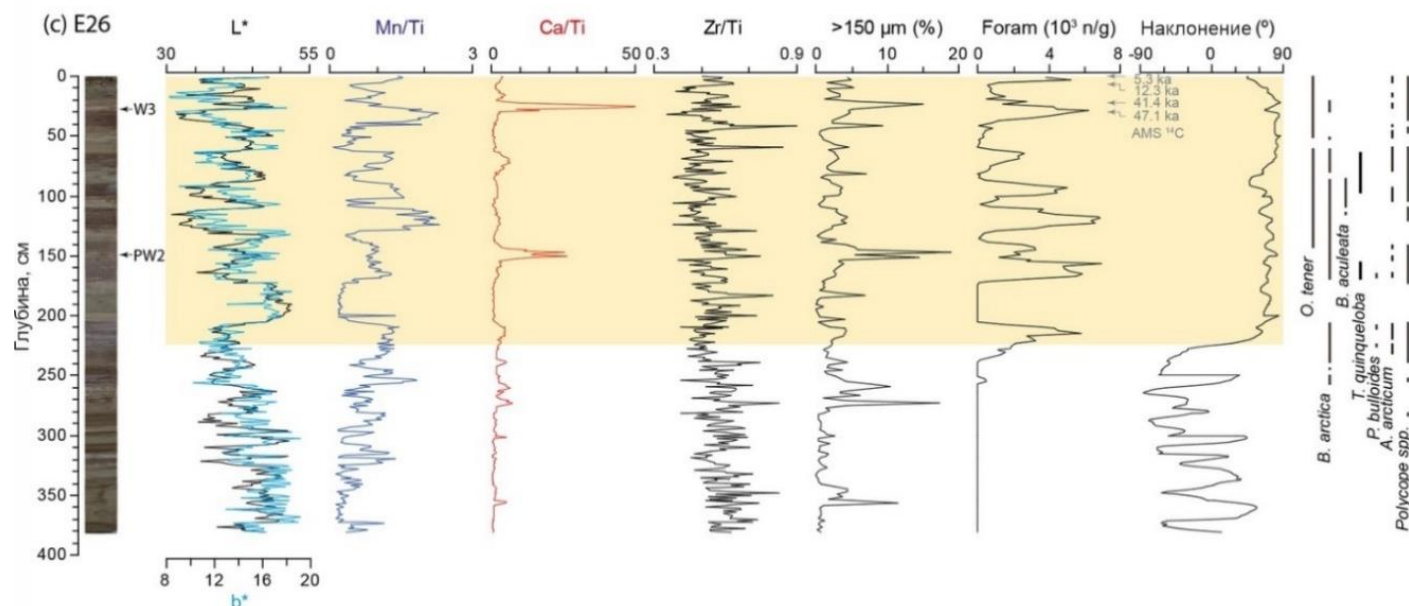 (c) E26
L* Mn/Ti Ca/Ti Zr/Ti >150 µm (%) Foram (10³ n/g) Наклонение (º)
30 55 0 3 0 50 0.3 0.9 0 10 20 0 4 8 -90 0 90
Глубина, см
0
50
100
150
200
250
300
350
400
W3
PW2
5.3 ka
12.3 ka
41.4 ka
47.1 ka
AMS ¹⁴C
O. tener
B. arctica
B. aculeata
T. quinqueloba
P. bulloides
A. arcticum
Polycope spp.
8 12 16 20
b*